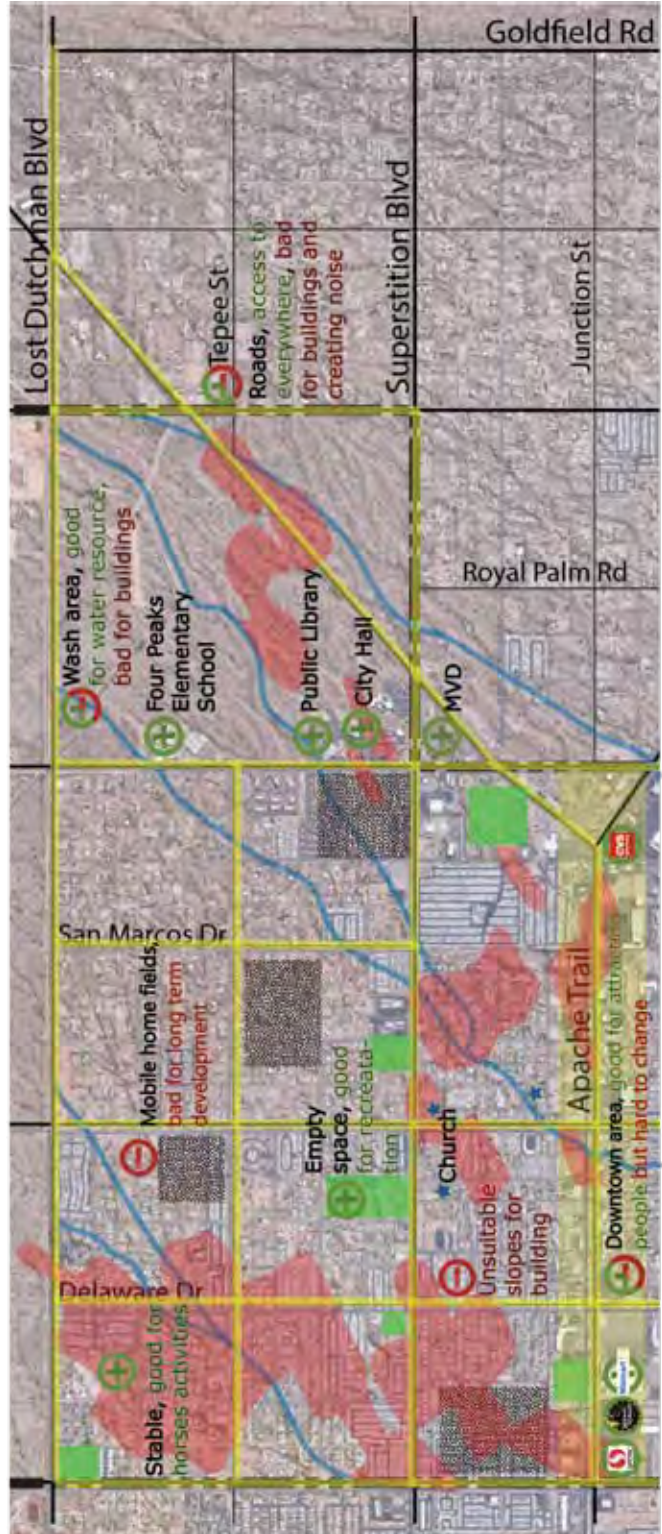 Goldfield Rd
Lost Dutchman Blvd
Tepee St
Roads, access to
everywhere, bad
for buildings and
creating noise
Superstition Blvd
Junction St
Wash area, good
for water resource,
bad for buildings
Four Peaks
Elementary
School
Public Library
City Hall
MVD
Royal Palm Rd
San Marcos Dr
Mobile home fields,
bad for long term
development
Empty
space, good
for recreata-
tion
Church
Apache Trail
CVS
Downtown area, good for attracting
people but hard to change
Unsuitable
slopes for
building
Delaware Dr
Stable, good for
horses activities
Walmart